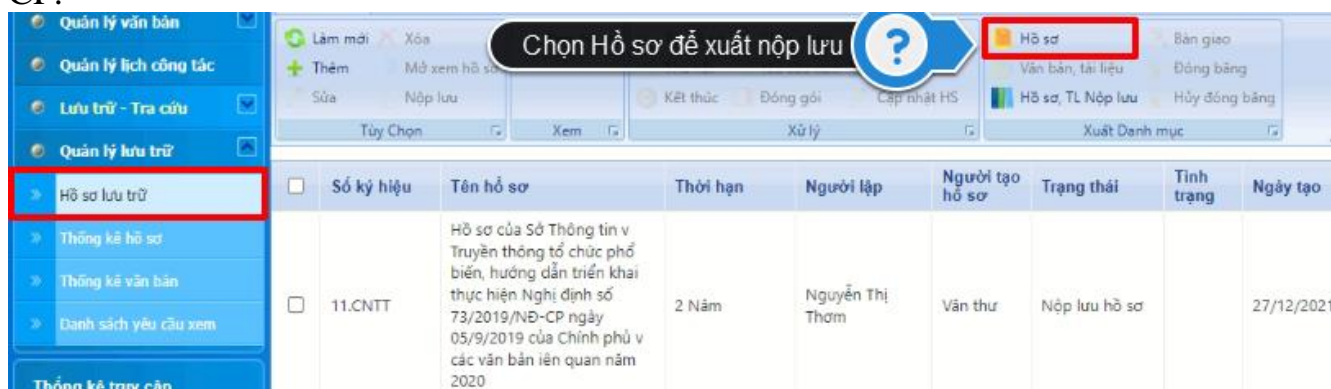 CP.
Quản lý văn bản
Quản lý lịch công tác
Lưu trữ - Tra cứu
Quản lý lưu trữ
Hồ sơ lưu trữ
Thống kê hồ sơ
Thống kê văn bản
Danh sách yêu cầu xem
Thống kê truy cập
Làm mới Xóa
Thêm Mở xem hồ sơ
Sửa Nộp lưu
Tùy Chọn
Xem
Chọn Hồ sơ để xuất nộp lưu ?
Kết thúc Đóng gói Cập nhật HS
Xử lý
Hồ sơ Bàn giao
Văn bản, tài liệu Đóng băng
Hồ sơ, TL Nộp lưu Hủy đóng băng
Xuất Danh mục
Số ký hiệu Tên hồ sơ Thời hạn Người lập Người tạo hồ sơ Trạng thái Tình trạng Ngày tạo
11.CNTT
Hồ sơ của Sở Thông tin v
Truyền thông tổ chức phổ
biến, hướng dẫn triển khai
thực hiện Nghị định số
73/2019/NĐ-CP ngày
05/9/2019 của Chính phủ v
các văn bản iên quan năm
2020
2 Năm
Nguyễn Thị
Thơm
Văn thư
Nộp lưu hồ sơ
27/12/2021